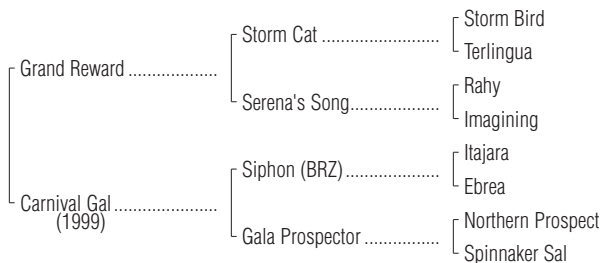 Storm Bird
Storm Cat ........................
Terlingua
Grand Reward ..................
Rahy
Serena's Song ..................
Imagining
Itajara
Siphon (BRZ) ...................
Ebrea
Carnival Gal .....................
(1999)
Northern Prospect
Gala Prospector ...............
Spinnaker Sal